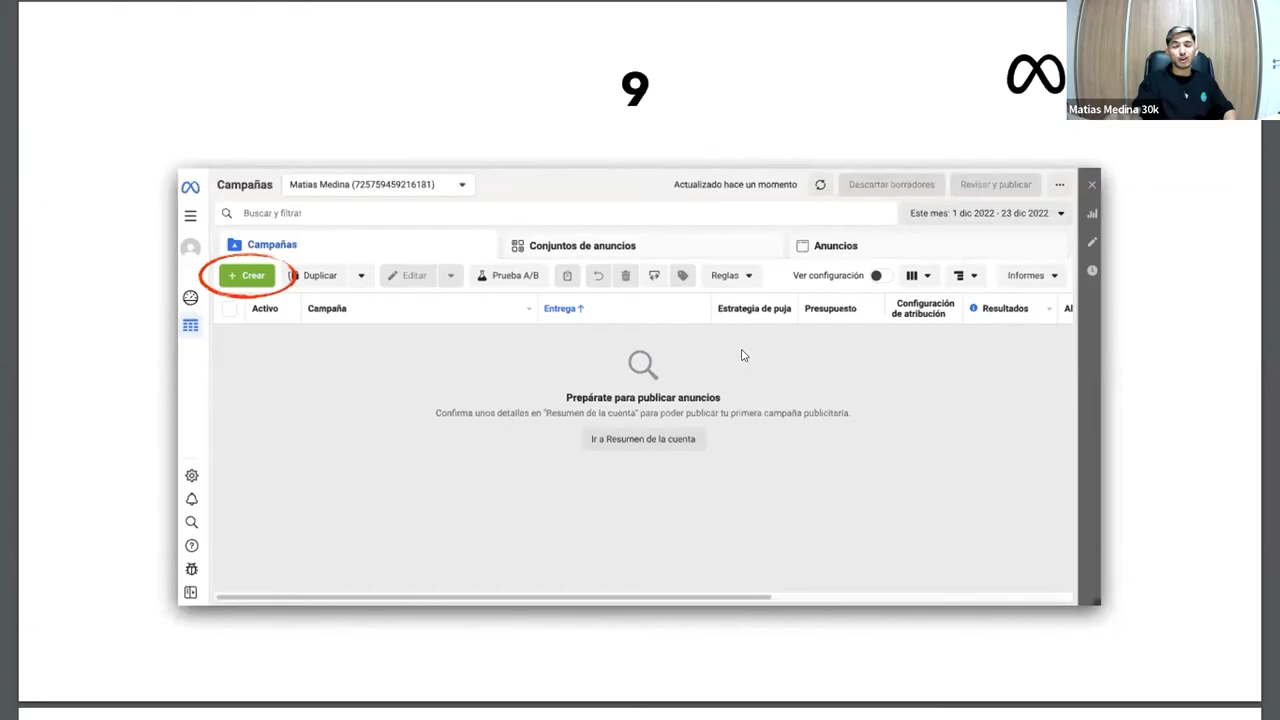 9
Matias Medina 30k
Campañas
Matias Medina (725759459216181)
Actualizado hace un momento
Descartar borradores
Revisar y publicar
Buscar y filtrar
Este mes: 1 dic 2022 - 23 dic 2022
Campañas
Conjuntos de anuncios
Anuncios
+ Crear
Duplicar
Editar
Prueba A/B
Reglas
Ver configuración
Informes
Activo
Campaña
Entrega↑
Estrategia de puja
Presupuesto
Configuración
de atribución
Resultados
Al
Prepárate para publicar anuncios
Confirma unos detalles en "Resumen de la cuenta" para poder publicar tu primera campaña publicitaria.
Ir a Resumen de la cuenta